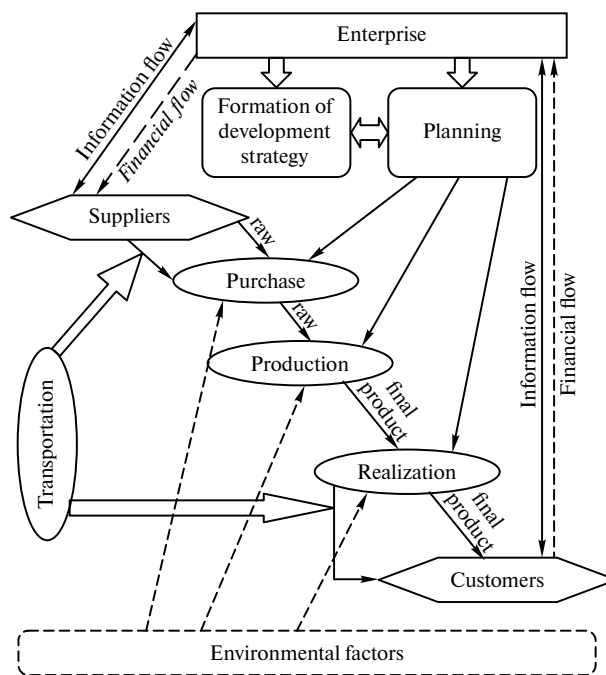 Enterprise
Information flow
Financial flow
Formation of
development
strategy
Planning
Suppliers
raw
Purchase
raw
Production
final
product
Transportation
Realization
final
product
Information flow
Financial flow
Customers
Environmental factors